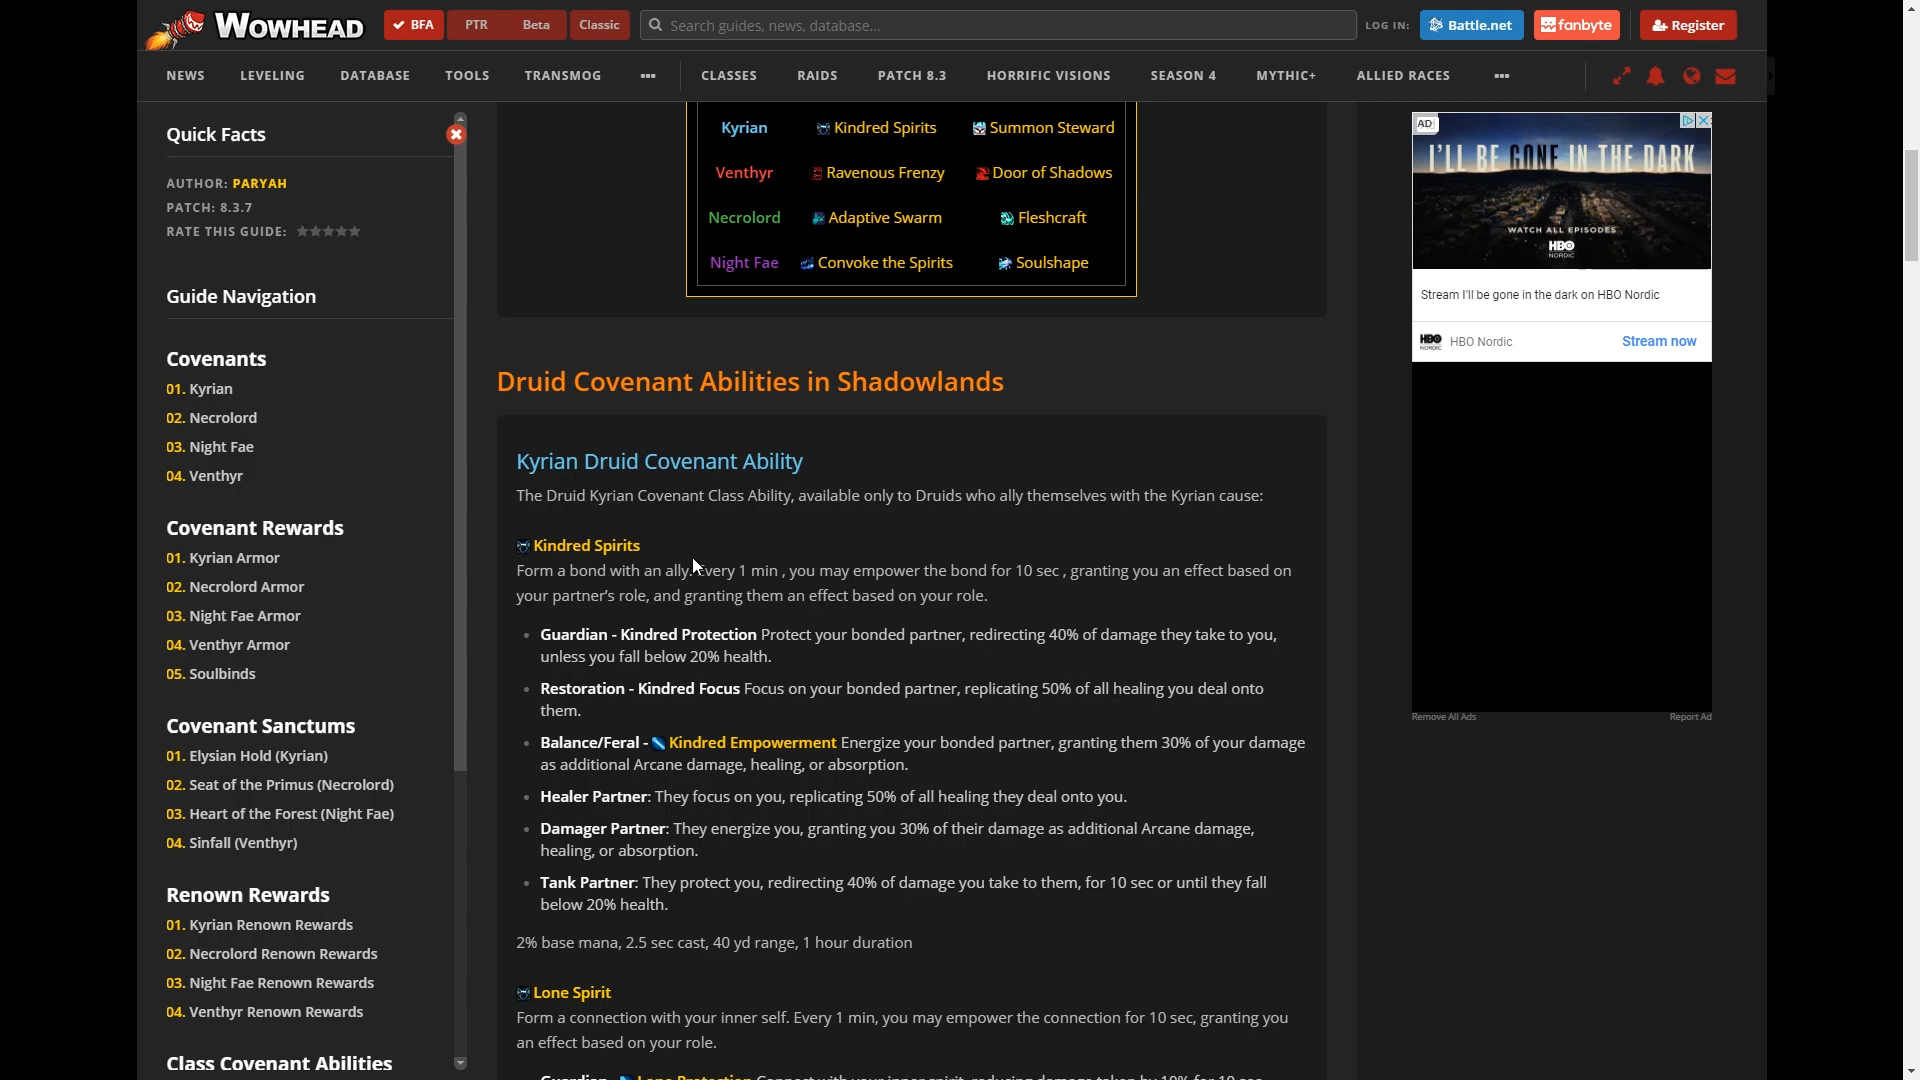 WOWHEAD
BFA
PTR
Beta
Classic
Search guides, news, database...
LOG IN:
Battle.net
fanbyte
Register
NEWS
LEVELING
DATABASE
TOOLS
TRANSMOG
CLASSES
RAIDS
PATCH 8.3
HORRIFIC VISIONS
SEASON 4
MYTHIC+
ALLIED RACES
Quick Facts
AUTHOR: PARYAH
PATCH: 8.3.7
RATE THIS GUIDE:
Guide Navigation
Covenants
01. Kyrian
02. Necrolord
03. Night Fae
04. Venthyr
Covenant Rewards
01. Kyrian Armor
02. Necrolord Armor
03. Night Fae Armor
04. Venthyr Armor
05. Soulbinds
Covenant Sanctums
01. Elysian Hold (Kyrian)
02. Seat of the Primus (Necrolord)
03. Heart of the Forest (Night Fae)
04. Sinfall (Venthyr)
Renown Rewards
01. Kyrian Renown Rewards
02. Necrolord Renown Rewards
03. Night Fae Renown Rewards
04. Venthyr Renown Rewards
Class Covenant Abilities
Kyrian Kindred Spirits Summon Steward
Venthyr Ravenous Frenzy Door of Shadows
Necrolord Adaptive Swarm Fleshcraft
Night Fae Convoke the Spirits Soulshape
Druid Covenant Abilities in Shadowlands
Kyrian Druid Covenant Ability
The Druid Kyrian Covenant Class Ability, available only to Druids who ally themselves with the Kyrian cause:
Kindred Spirits
Form a bond with an ally. Every 1 min , you may empower the bond for 10 sec , granting you an effect based on
your partner's role, and granting them an effect based on your role.
Guardian - Kindred Protection Protect your bonded partner, redirecting 40% of damage they take to you,
unless you fall below 20% health.
Restoration - Kindred Focus Focus on your bonded partner, replicating 50% of all healing you deal onto
them.
Balance/Feral - Kindred Empowerment Energize your bonded partner, granting them 30% of your damage
as additional Arcane damage, healing, or absorption.
Healer Partner: They focus on you, replicating 50% of all healing they deal onto you.
Damager Partner: They energize you, granting you 30% of their damage as additional Arcane damage,
healing, or absorption.
Tank Partner: They protect you, redirecting 40% of damage you take to them, for 10 sec or until they fall
below 20% health.
2% base mana, 2.5 sec cast, 40 yd range, 1 hour duration
Lone Spirit
Form a connection with your inner self. Every 1 min, you may empower the connection for 10 sec, granting you
an effect based on your role.
Guardian - Lone Protection Connect with your inner spirit, reducing damage taken by 10% for 10 sec.
AD
I'LL BE GONE IN THE DARK
WATCH ALL EPISODES
HBO
NORDIC
Stream I'll be gone in the dark on HBO Nordic
HBO
NORDIC
HBO Nordic
Stream now
Remove All Ads
Report Ad